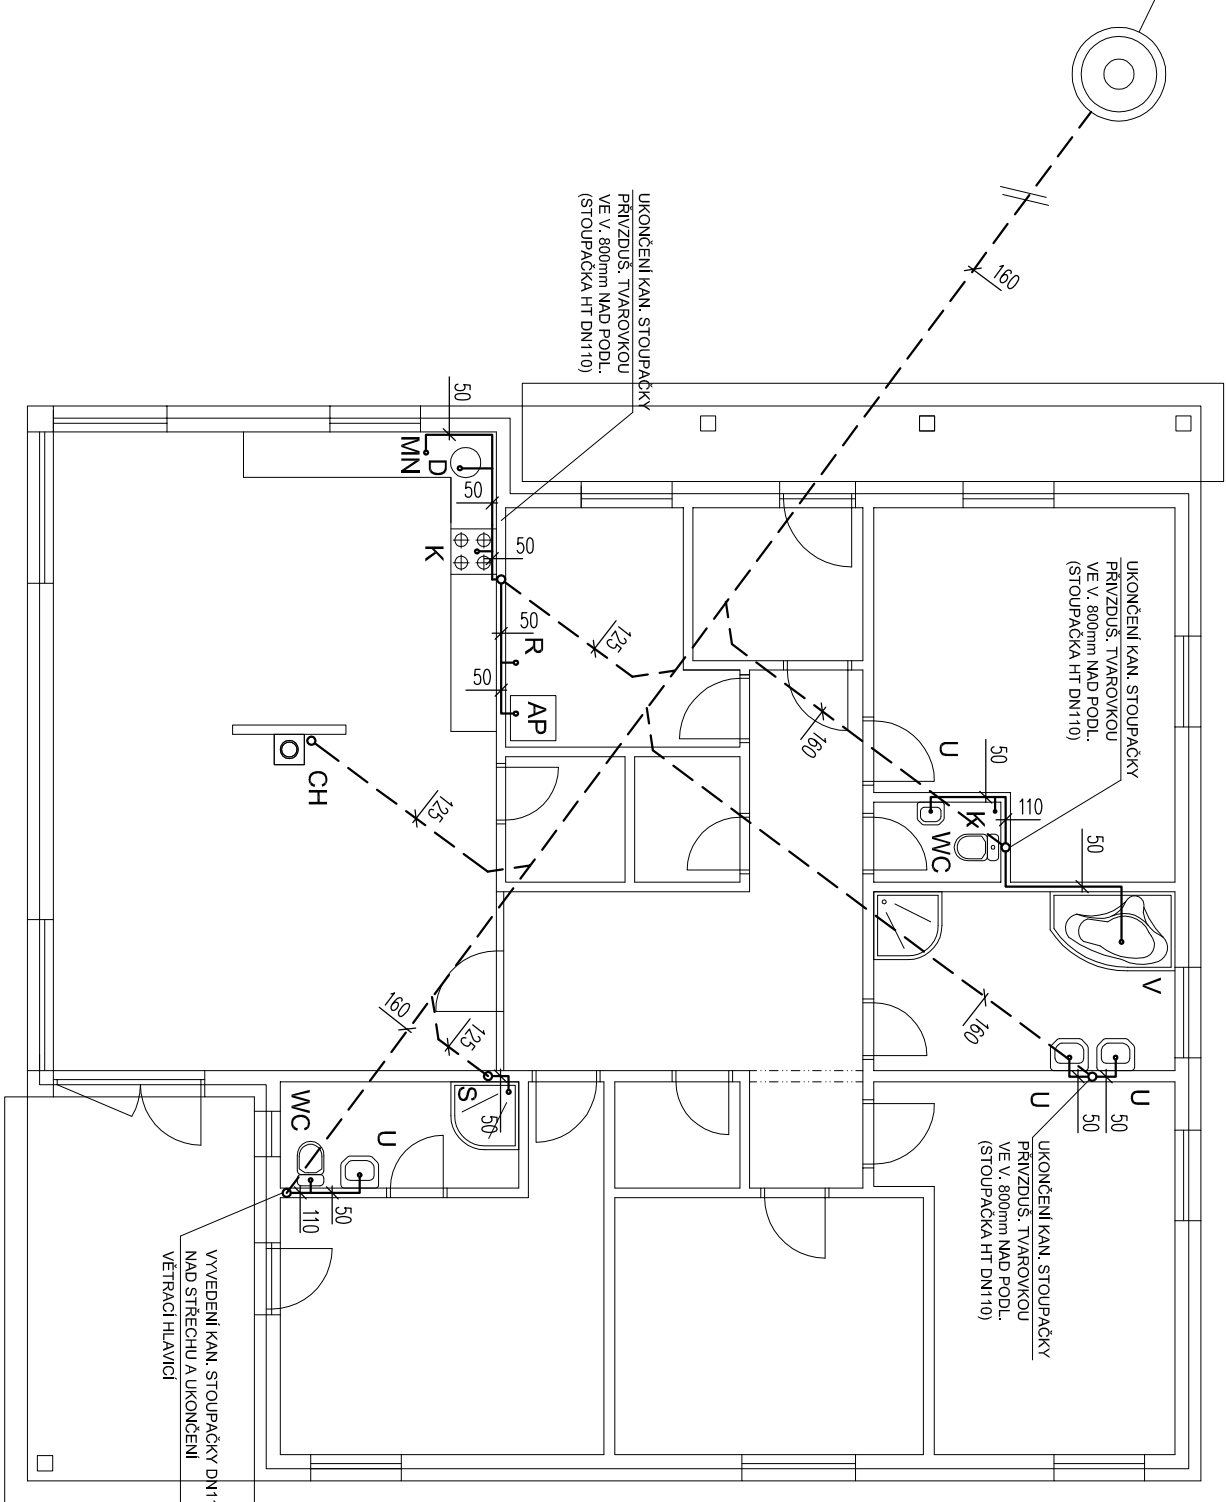 160
UKONČENÍ KAN. STOUPAČKY
PŘIVZDUŠ. TVAROVKOU
VE V. 800mm NAD PODL.
(STOUPAČKA HT DN110)
50
MN
D
50
K
50
125
50
R
50
AP
CH
125
UKONČENÍ KAN. STOUPAČKY
PŘIVZDUŠ. TVAROVKOU
VE V. 800mm NAD PODL.
(STOUPAČKA HT DN110)
160
U
50
110
K
WC
50
V
160
U
50
50
U
UKONČENÍ KAN. STOUPAČKY
PŘIVZDUŠ. TVAROVKOU
VE V. 800mm NAD PODL.
(STOUPAČKA HT DN110)
160
125
S
50
WC
U
50
110
VYVEDENÍ KAN. STOUPAČKY
NAD STŘECHU A UKONČENÍ
VĚTRACÍ HLAVICÍ